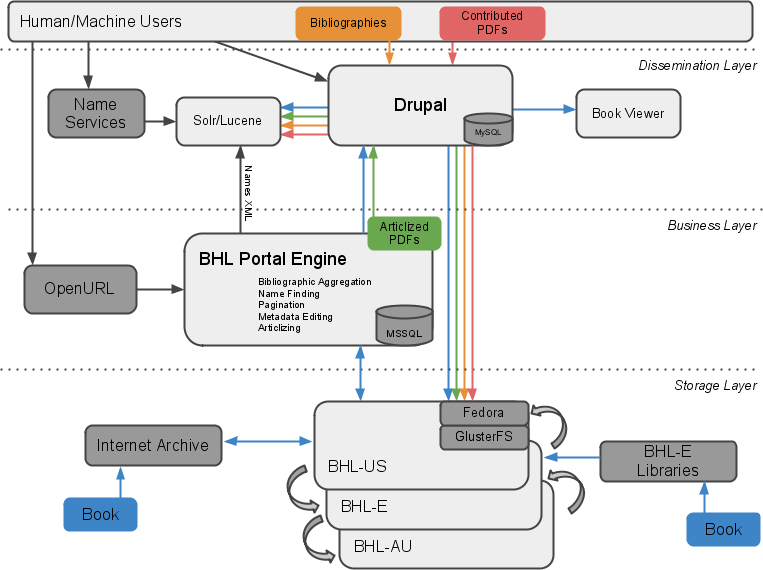 Human/Machine Users
Bibliographies
Contributed
PDFs
Dissemination Layer
Name
Services
Solr/Lucene
Drupal
MySQL
Book Viewer
Names XML
Business Layer
Articlized
PDFs
BHL Portal Engine
Bibliographic Aggregation
Name Finding
Pagination
Metadata Editing
Articlizing
MSSQL
OpenURL
Storage Layer
Fedora
GlusterFS
Internet Archive
BHL-US
BHL-E
Libraries
Book
BHL-E
Book
BHL-AU